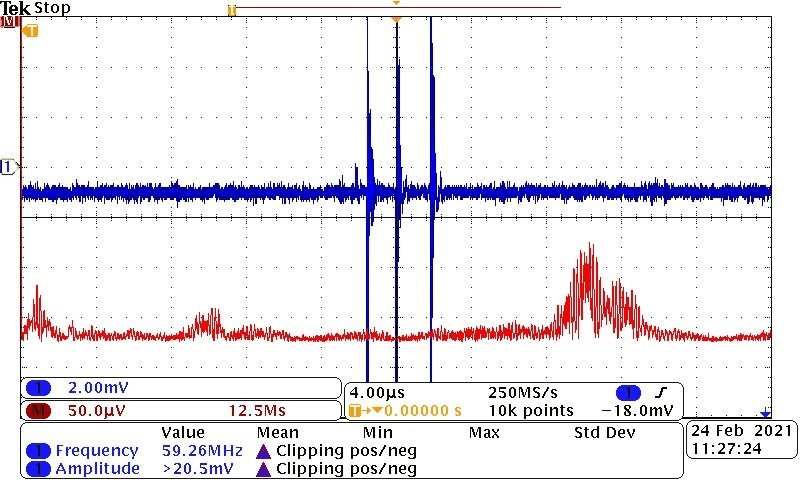 Tek Stop
M
T
T
1
1 2.00mV
M 50.0µV 12.5Ms
4.00µs 250MS/s 1
T→▼0.00000 s 10k points −18.0mV
Value Mean Min Max Std Dev
1 Frequency 59.26MHz Clipping pos/neg
1 Amplitude >20.5mV Clipping pos/neg
24 Feb 2021
11:27:24